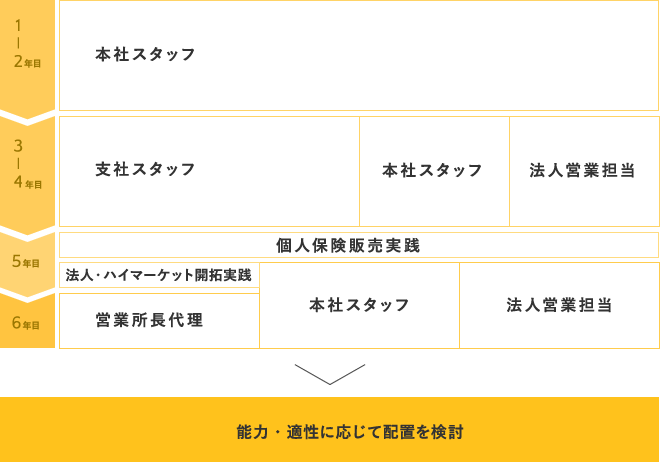 1
|
2年目
本社スタッフ
3
|
4年目
支社スタッフ
本社スタッフ
法人営業担当
5年目
個人保険販売実践
法人・ハイマーケット開拓実践
本社スタッフ
法人営業担当
6年目
営業所長代理
能力・適性に応じて配置を検討